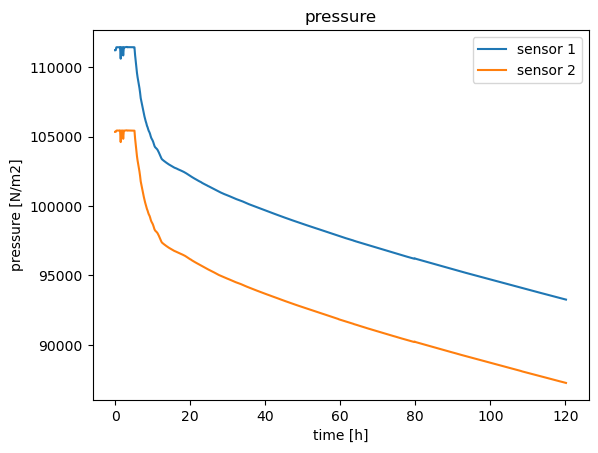 pressure
sensor 1
sensor 2
pressure [N/m2]
110000
105000
100000
95000
90000
0 20 40 60 80 100 120
time [h]